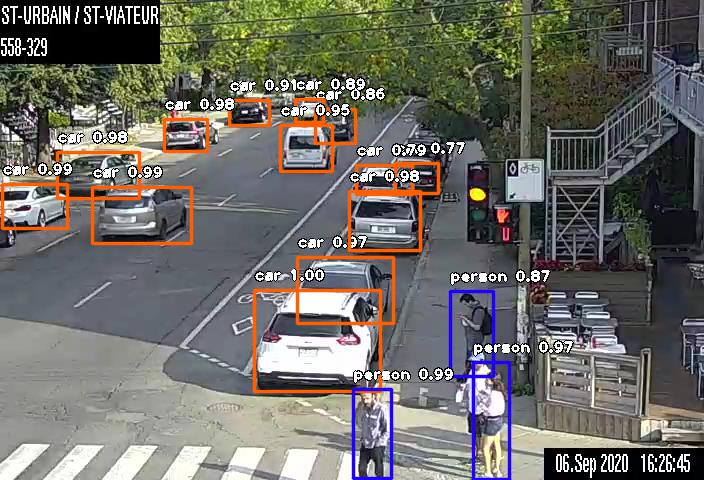 ST-URBAIN / ST-VIATEUR
558-329
car 0.91
car 0.89
car 0.86
car 0.98
car 0.95
car 0.98
car 0.79
0.77
car 0.99
car 0.99
car 0.98
car 0.97
car 1.00
person 0.87
person 0.97
person 0.99
06.Sep 2020 16:26:45